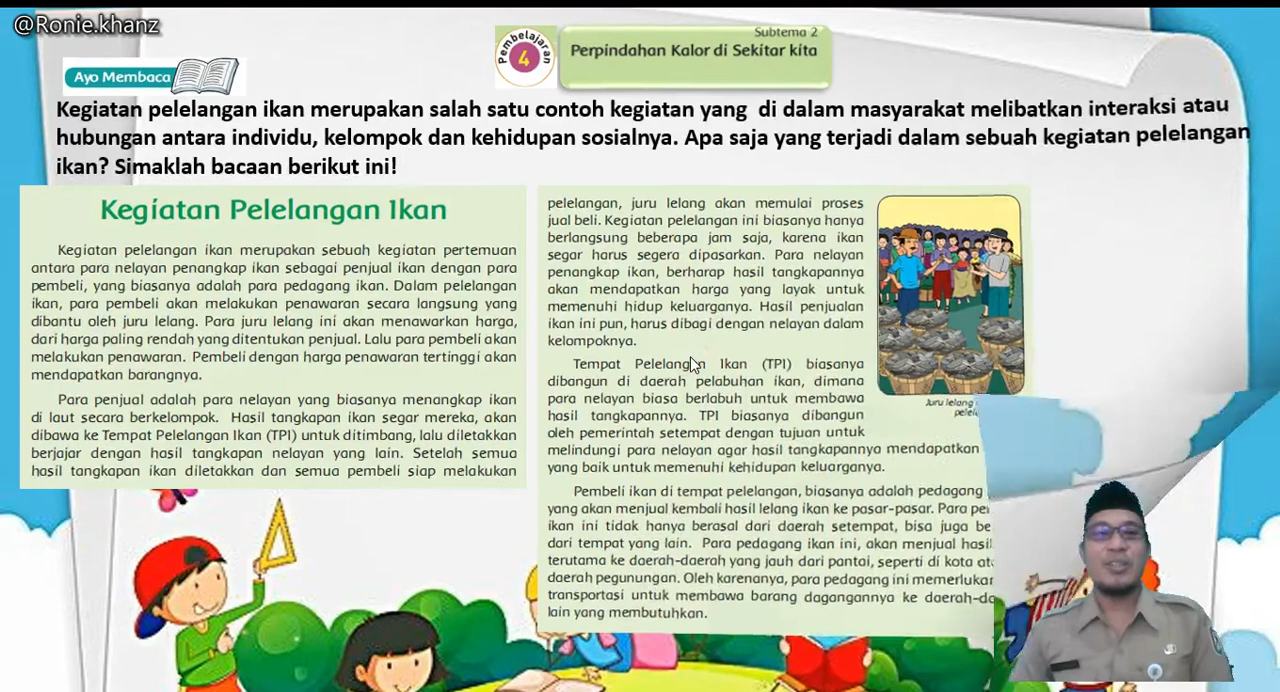 @Ronie.khanz
Subtema 2
Pembelajaran
4
Perpindahan Kalor di Sekitar kita
Ayo Membaca
Kegiatan pelelangan ikan merupakan salah satu contoh kegiatan yang di dalam masyarakat melibatkan interaksi atau
hubungan antara individu, kelompok dan kehidupan sosialnya. Apa saja yang terjadi dalam sebuah kegiatan pelelangan
ikan? Simaklah bacaan berikut ini!
Kegiatan Pelelangan Ikan
Kegiatan pelelangan ikan merupakan sebuah kegiatan pertemuan
antara para nelayan penangkap ikan sebagai penjual ikan dengan para
pembeli, yang biasanya adalah para pedagang ikan. Dalam pelelangan
ikan, para pembeli akan melakukan penawaran secara langsung yang
dibantu oleh juru lelang. Para juru lelang ini akan menawarkan harga,
dari harga paling rendah yang ditentukan penjual. Lalu para pembeli akan
melakukan penawaran. Pembeli dengan harga penawaran tertinggi akan
mendapatkan barangnya.
Para penjual adalah para nelayan yang biasanya menangkap ikan
di laut secara berkelompok. Hasil tangkapan ikan segar mereka, akan
dibawa ke Tempat Pelelangan Ikan (TPI) untuk ditimbang, lalu diletakkan
berjajar dengan hasil tangkapan nelayan yang lain. Setelah semua
hasil tangkapan ikan diletakkan dan semua pembeli siap melakukan
pelelangan, juru lelang akan memulai proses
jual beli. Kegiatan pelelangan ini biasanya hanya
berlangsung beberapa jam saja, karena ikan
segar harus segera dipasarkan. Para nelayan
penangkap ikan, berharap hasil tangkapannya
akan mendapatkan harga yang layak untuk
memenuhi hidup keluarganya. Hasil penjualan
ikan ini pun, harus dibagi dengan nelayan dalam
kelompoknya.
Juru lelang
Tempat Pelelangan Ikan (TPI) biasanya
dibangun di daerah pelabuhan ikan, dimana
para nelayan biasa berlabuh untuk membawa
hasil tangkapannya. TPI biasanya dibangun
oleh pemerintah setempat dengan tujuan untuk
melindungi para nelayan agar hasil tangkapannya mendapatkan
yang baik untuk memenuhi kehidupan keluarganya.
Pembeli ikan di tempat pelelangan, biasanya adalah pedagang
yang akan menjual kembali hasil lelang ikan ke pasar-pasar. Para
ikan ini tidak hanya berasal dari daerah setempat, bisa juga
dari tempat yang lain. Para pedagang ikan ini, akan menjual
terutama ke daerah-daerah yang jauh dari pantai, seperti di kota
daerah pegunungan. Oleh karenanya, para pedagang ini
transportasi untuk membawa barang dagangannya ke
lain yang membutuhkan.